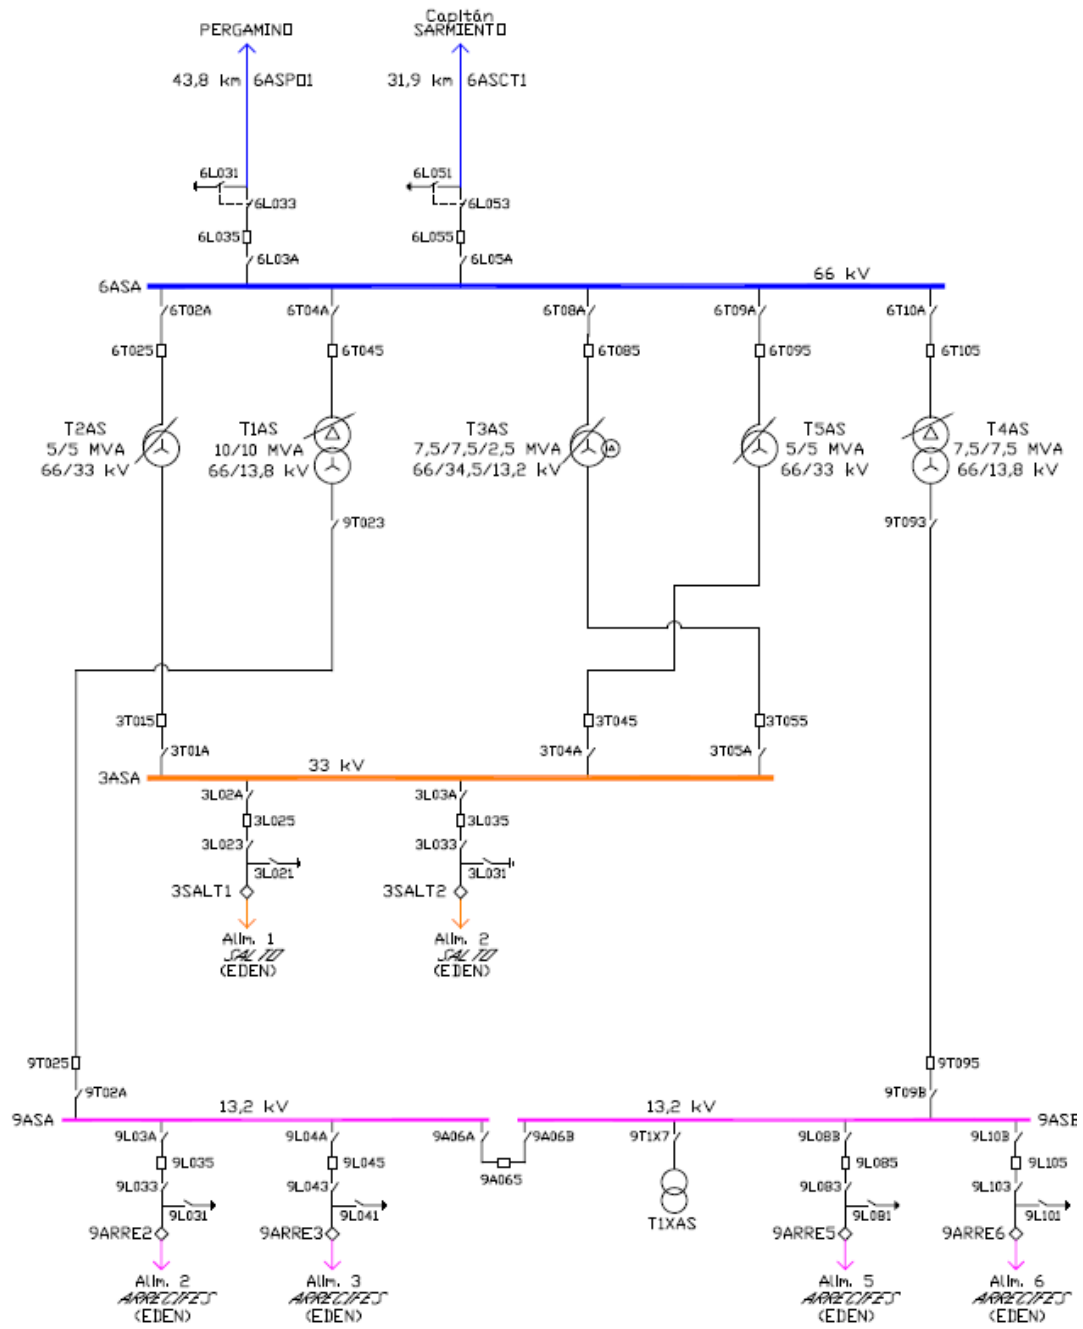 PERGAMINO
Capitán
SARMIENTO
43,8 km
6ASPO1
31,9 km
6ASCT1
6L031
6L051
6L033
6L053
6L035
6L055
6L03A
6L05A
66 kV
6ASA
6T02A
6T04A
6T08A
6T09A
6T10A
6T025
6T045
6T085
6T095
6T105
T2AS
5/5 MVA
66/33 kV
T1AS
10/10 MVA
66/13,8 kV
T3AS
7,5/7,5/2,5 MVA
66/34,5/13,2 kV
T5AS
5/5 MVA
66/33 kV
T4AS
7,5/7,5 MVA
66/13,8 kV
9T023
9T093
3T015
3T045
3T055
3T01A
3T04A
3T05A
33 kV
3ASA
3L02A
3L03A
3L025
3L035
3L023
3L033
3L021
3L031
3SALT1
3SALT2
Alim. 1
SALTO
(EDEN)
Alim. 2
SALTO
(EDEN)
9T025
9T095
9T02A
9T09B
13,2 kV
13,2 kV
9ASA
9ASB
9L03A
9L04A
9A06A
9A06B
9T1X7
9L08B
9L10B
9L035
9L045
9A065
9L085
9L105
9L033
9L043
9L083
9L103
9L031
9L041
9L081
9L101
T1XAS
9ARRE2
9ARRE3
9ARRE5
9ARRE6
Alim. 2
ARRECIFES
(EDEN)
Alim. 3
ARRECIFES
(EDEN)
Alim. 5
ARRECIFES
(EDEN)
Alim. 6
ARRECIFES
(EDEN)